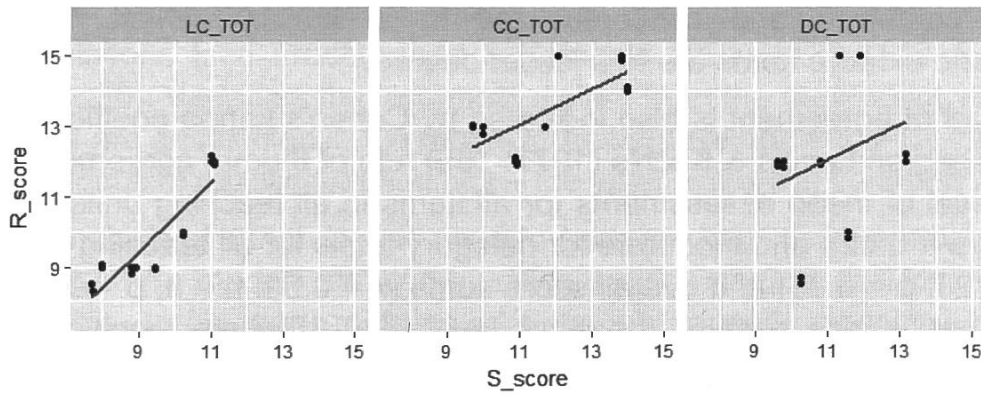 LC_TOT CC_TOT DC_TOT
15
13
11
9
R_score
9 11 13 15 9 11 13 15 9 11 13 15
S_score